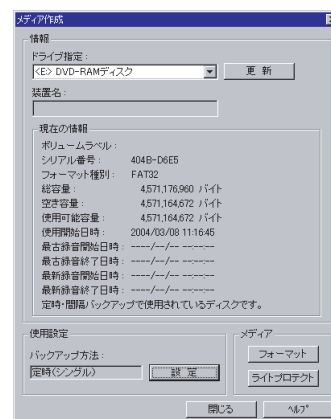 メディア作成
情報
ドライブ指定：
<E:> DVD-RAMディスク
更 新
装置名：
現在の情報
ボリュームラベル：
シリアル番号： 404B-D6E5
フォーマット種別： FAT32
総容量： 4,571,176,960 バイト
空き容量： 4,571,164,672 バイト
使用可能容量： 4,571,164,672 バイト
使用開始日時： 2004/03/08 11:16:45
最古録音開始日時： ----/--/-- --:--:--
最古録音終了日時： ----/--/-- --:--:--
最新録音開始日時： ----/--/-- --:--:--
最新録音終了日時： ----/--/-- --:--:--
定時・間隔バックアップで使用されているディスクです。
使用設定
バックアップ方法：
定時(シングル)
設 定
メディア
フォーマット
ライトプロテクト
閉じる
ヘルプ